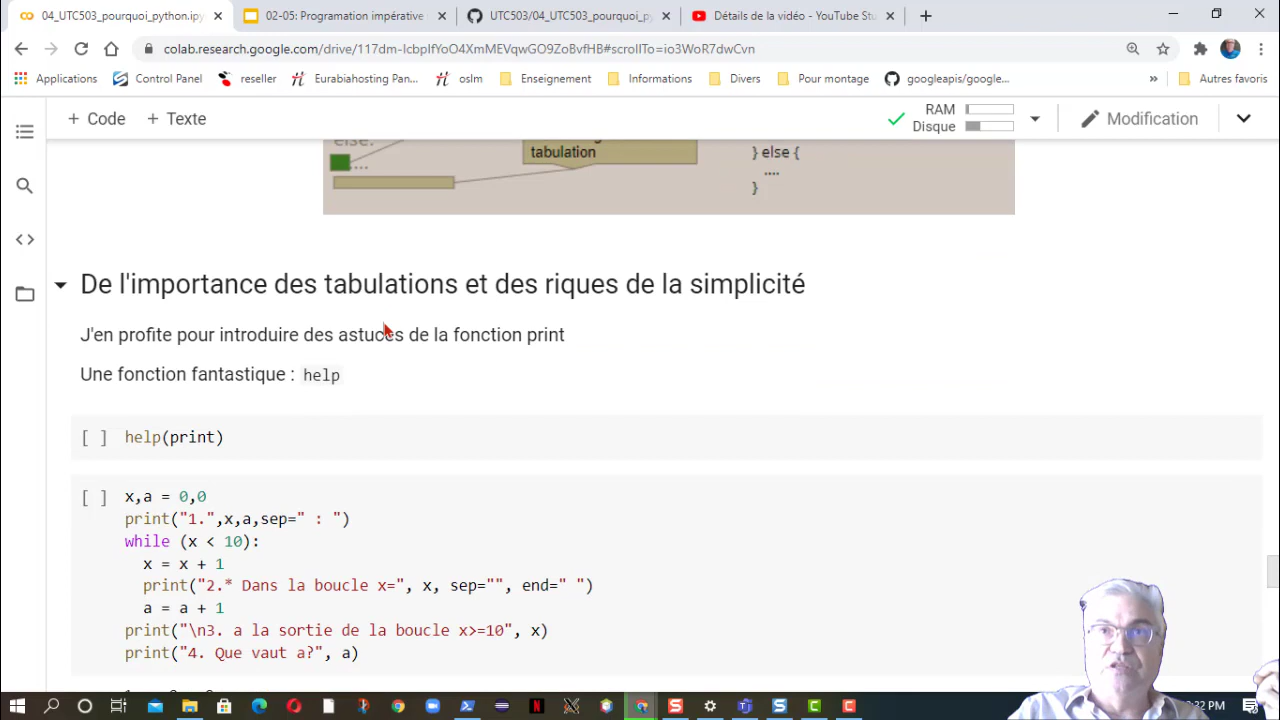 04_UTC503_pourquoi_python.ipy
02-05: Programation impérative
UTC503/04_UTC503_pourquoi_py
Détails de la vidéo - YouTube Stu
colab.research.google.com/drive/117dm-IcbpIfYoO4XmMEVqwGO9ZoBvfHB#scrollTo=io3WoR7dwCvn
Applications
Control Panel
reseller
Eurabiahosting Pan...
oslm
Enseignement
Informations
Divers
Pour montage
googleapis/google...
»
Autres favoris
+ Code
+ Texte
RAM
Disque
Modification
else:
....
tabulation
} else {
....
}
De l'importance des tabulations et des riques de la simplicité
J'en profite pour introduire des astuces de la fonction print
Une fonction fantastique : help
[ ] help(print)
[ ] x,a = 0,0
print("1.",x,a,sep=" : ")
while (x < 10):
x = x + 1
print("2.* Dans la boucle x=", x, sep="", end=" ")
a = a + 1
print("\n3. a la sortie de la boucle x>=10", x)
print("4. Que vaut a?", a)